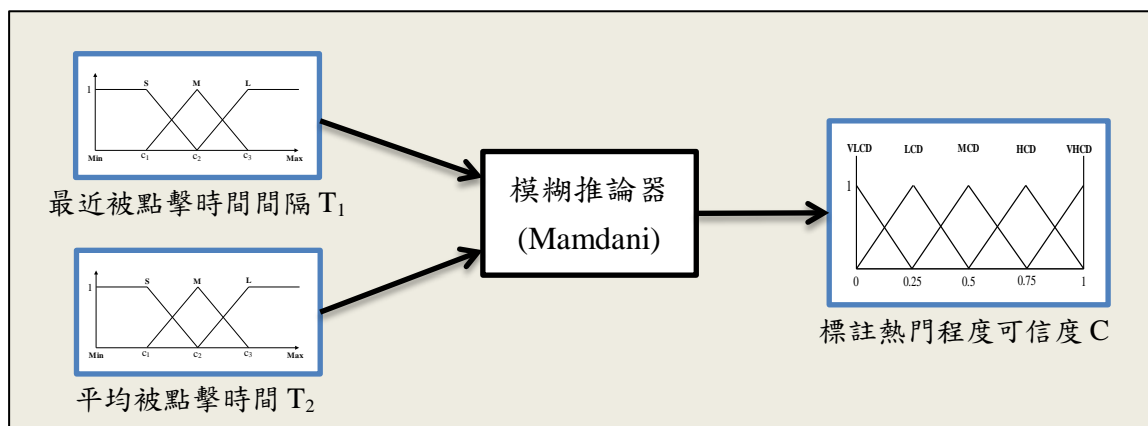 S M L
1
Min c₁ c₂ c₃ Max
最近被點擊時間間隔 T₁
S M L
1
Min c₁ c₂ c₃ Max
平均被點擊時間 T₂
模糊推論器
(Mamdani)
VLCD LCD MCD HCD VHCD
1
0 0.25 0.5 0.75 1
標註熱門程度可信度 C